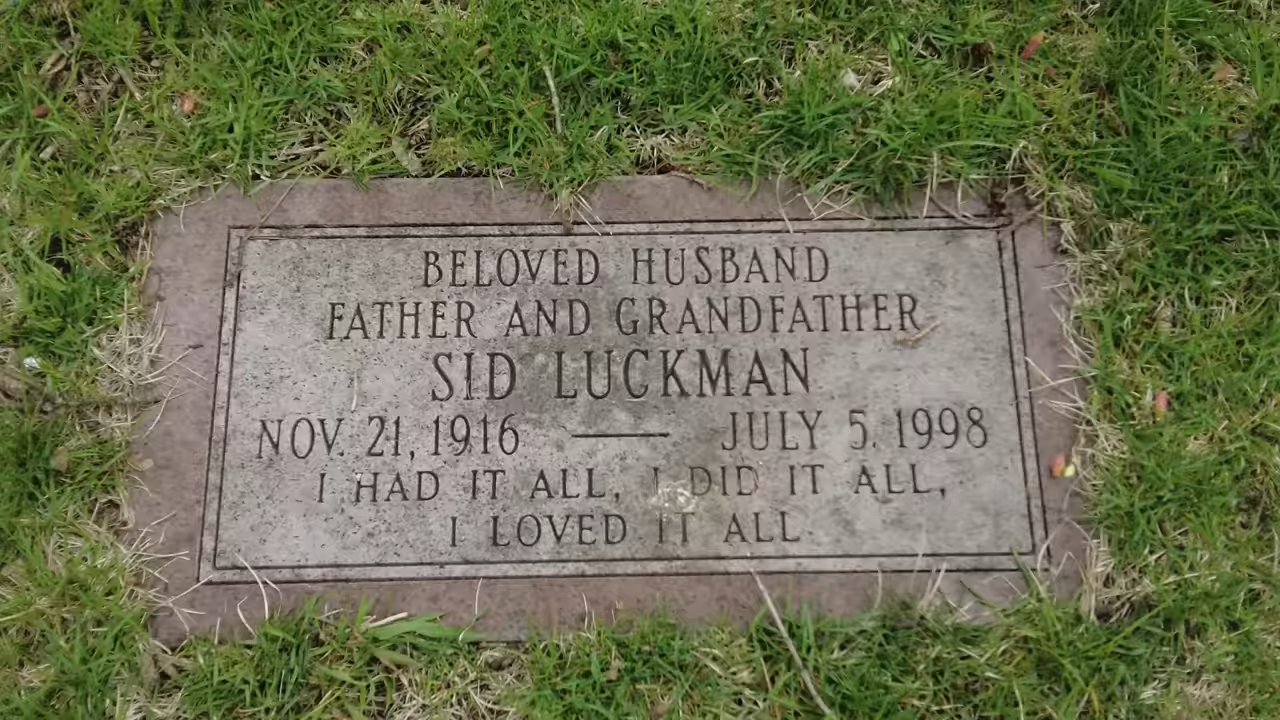 BELOVED HUSBAND
FATHER AND GRANDFATHER
SID LUCKMAN
NOV. 21, 1916 — JULY 5, 1998
I HAD IT ALL, I DID IT ALL,
I LOVED IT ALL